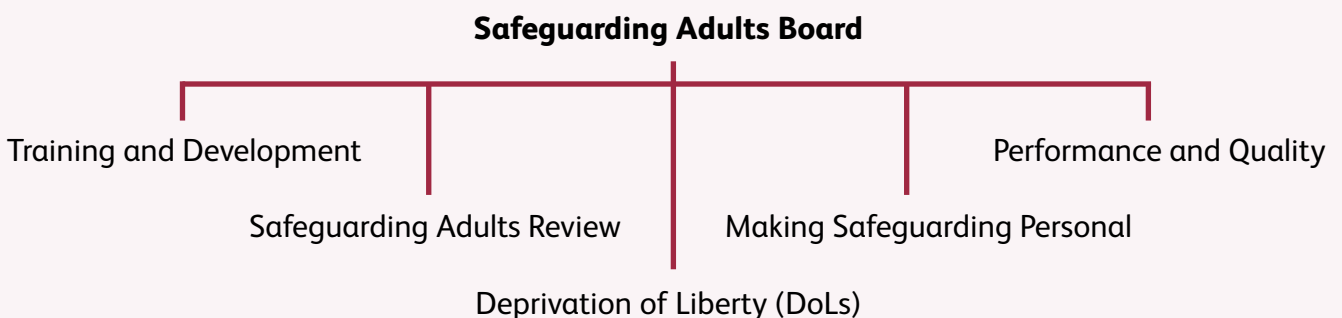 Safeguarding Adults Board
Training and Development
Performance and Quality
Safeguarding Adults Review
Making Safeguarding Personal
Deprivation of Liberty (DoLs)